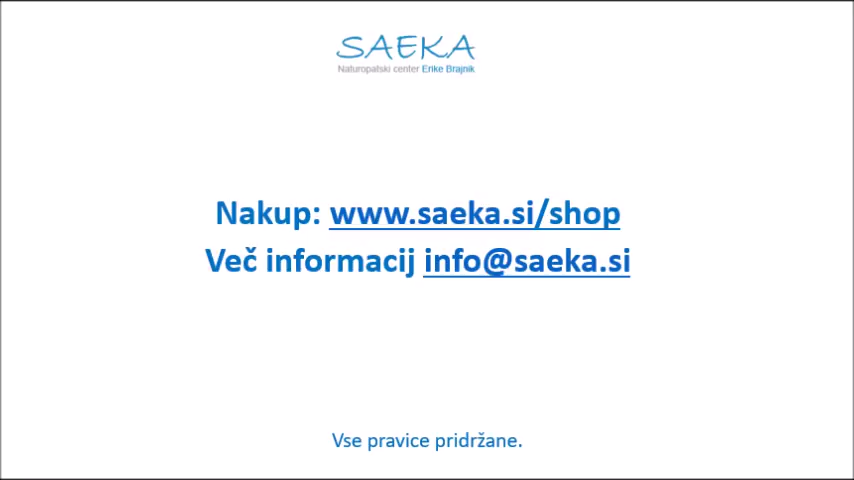 SAEKA
Naturopatski center Erike Brajnik
Nakup: www.saeka.si/shop
Več informacij info@saeka.si
Vse pravice pridržane.